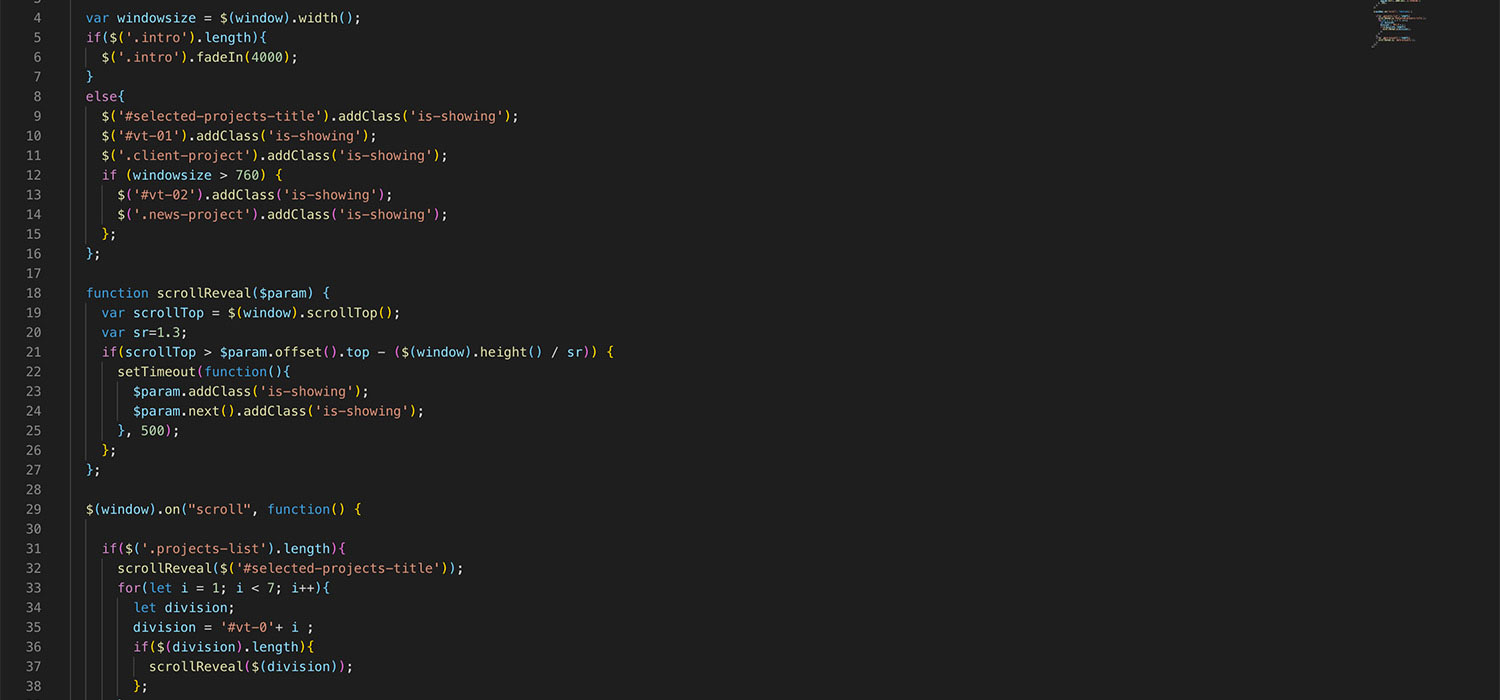 4 var windowsize = $(window).width();
5 if($('.intro').length){
6 $('.intro').fadeIn(4000);
7 }
8 else{
9 $('#selected-projects-title').addClass('is-showing');
10 $('#vt-01').addClass('is-showing');
11 $('.client-project').addClass('is-showing');
12 if (windowsize > 760) {
13 $('#vt-02').addClass('is-showing');
14 $('.news-project').addClass('is-showing');
15 };
16 };
17
18 function scrollReveal($param) {
19 var scrollTop = $(window).scrollTop();
20 var sr=1.3;
21 if(scrollTop > $param.offset().top - ($(window).height() / sr)) {
22 setTimeout(function(){
23 $param.addClass('is-showing');
24 $param.next().addClass('is-showing');
25 }, 500);
26 };
27 };
28
29 $(window).on("scroll", function() {
30
31 if($('.projects-list').length){
32 scrollReveal($('#selected-projects-title'));
33 for(let i = 1; i < 7; i++){
34 let division;
35 division = '#vt-0'+ i ;
36 if($(division).length){
37 scrollReveal($(division));
38 };